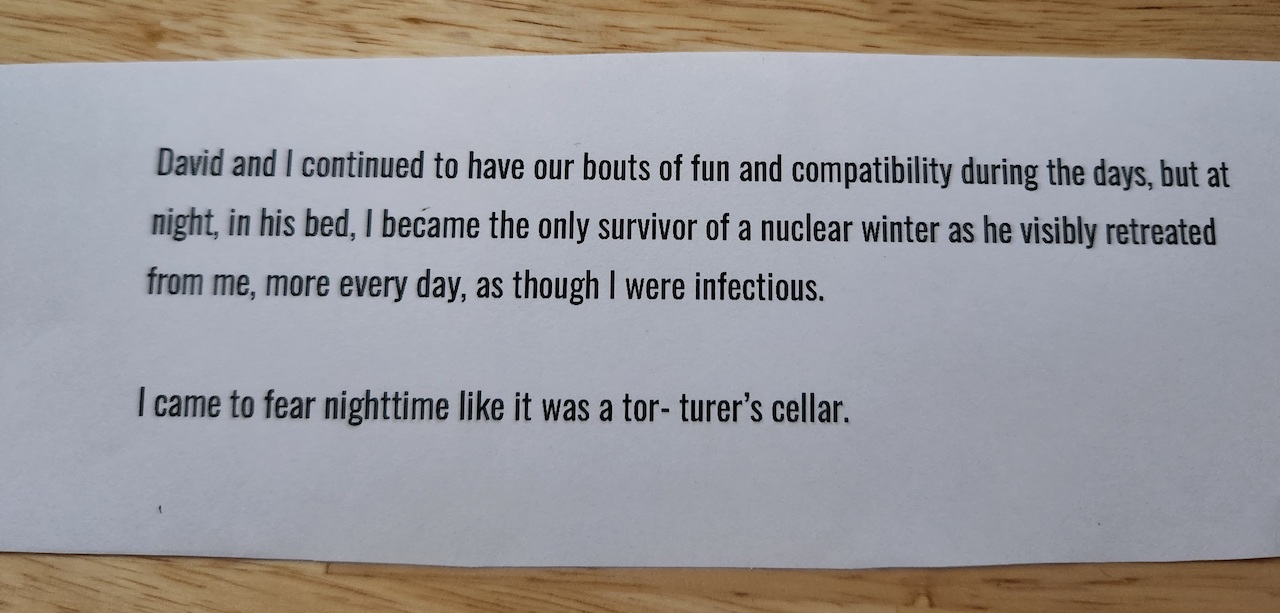 David and I continued to have our bouts of fun and compatibility during the days, but at
night, in his bed, I became the only survivor of a nuclear winter as he visibly retreated
from me, more every day, as though I were infectious.
I came to fear nighttime like it was a tor- turer’s cellar.